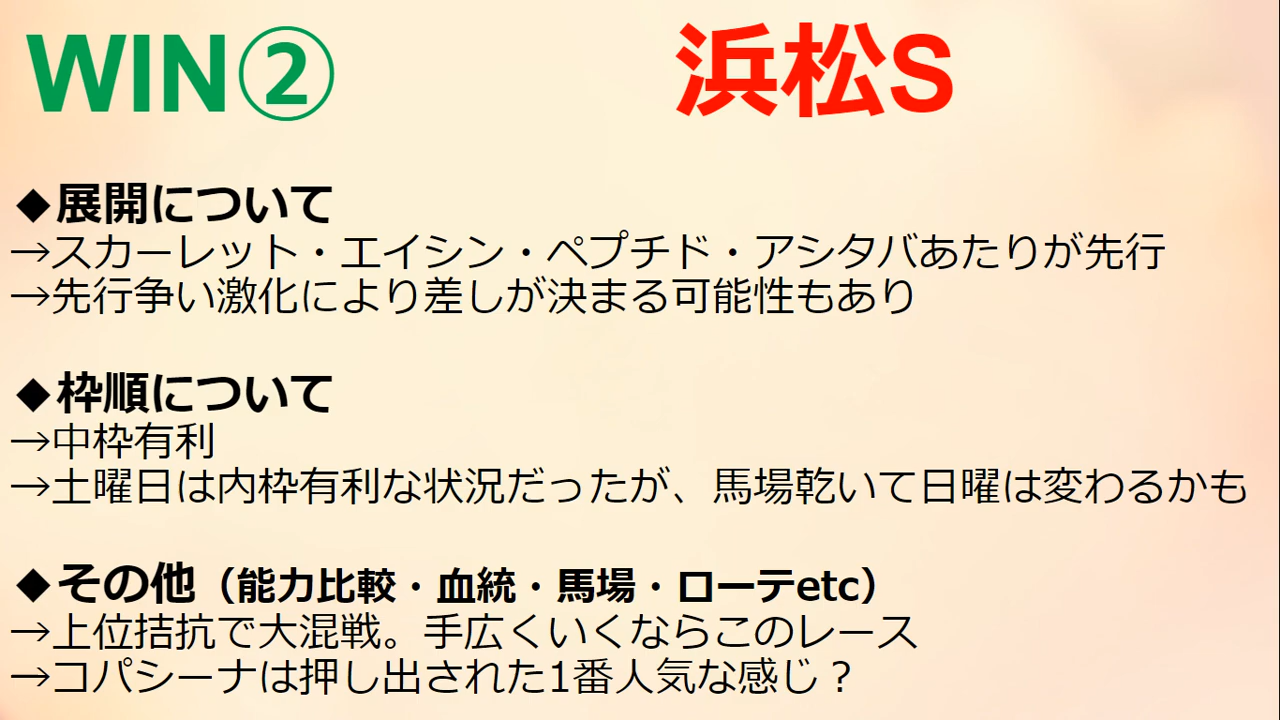 WIN② 浜松S
◆展開について
→スカーレット・エイシン・ペプチド・アシタバあたりが先行
→先行争い激化により差しが決まる可能性もあり
◆枠順について
→中枠有利
→土曜日は内枠有利な状況だったが、馬場乾いて日曜は変わるかも
◆その他（能力比較・血統・馬場・ローテetc）
→上位拮抗で大混戦。手広くいくならこのレース
→コパシーナは押し出された1番人気な感じ？